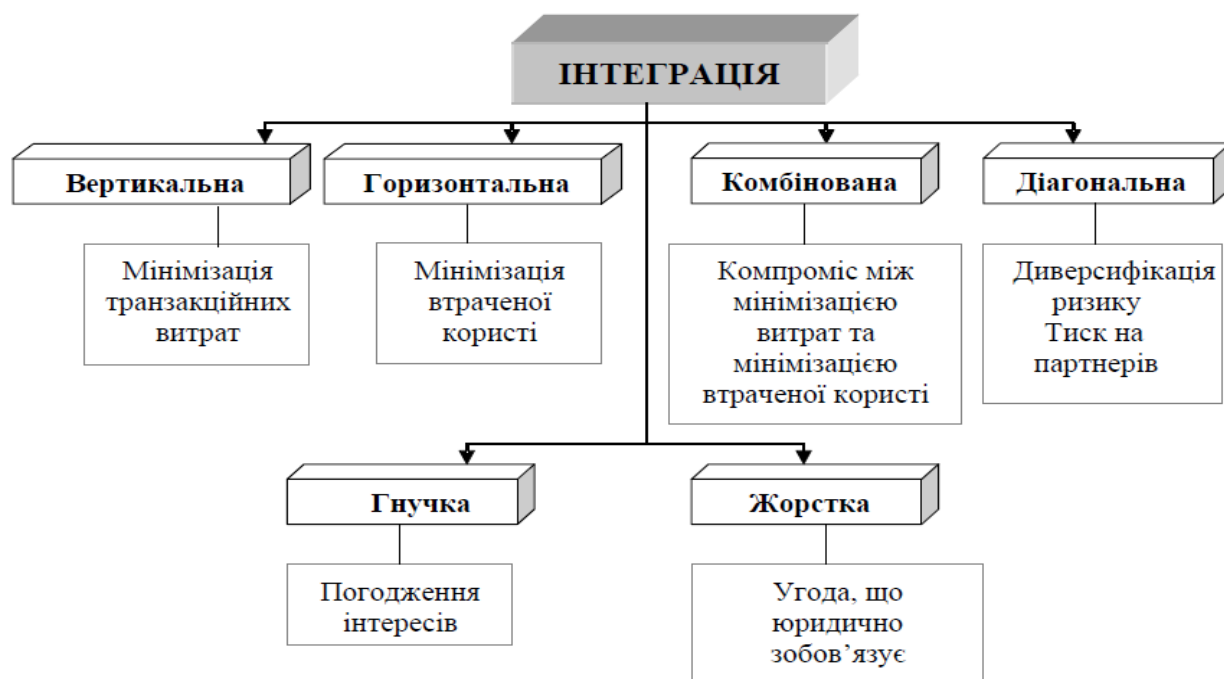 ІНТЕГРАЦІЯ
Вертикальна
Горизонтальна
Комбінована
Діагональна
Мінімізація
транзакційних
витрат
Мінімізація
втраченої
користі
Компроміс між
мінімізацією
витрат та
мінімізацією
втраченої користі
Диверсифікація
ризику
Тиск на
партнерів
Гнучка
Жорстка
Погодження
інтересів
Угода, що
юридично
зобов’язує